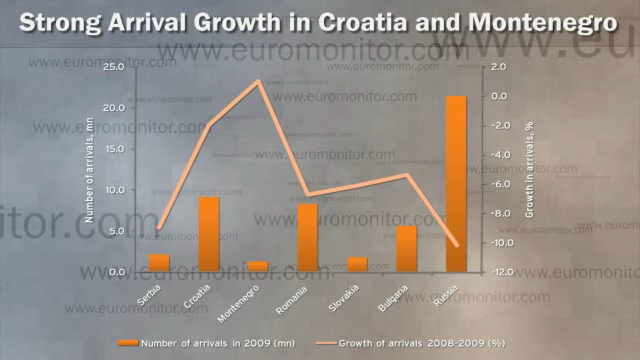 Strong Arrival Growth in Croatia and Montenegro
www.euromonitor.com
25.0
20.0
15.0
10.0
5.0
0.0
Number of arrivals, mn
2.0
0.0
-2.0
-4.0
-6.0
-8.0
-10.0
-12.0
Growth in arrivals, %
Serbia
Croatia
Montenegro
Romania
Slovakia
Bulgaria
Russia
Number of arrivals in 2009 (mn)
Growth of arrivals 2008-2009 (%)